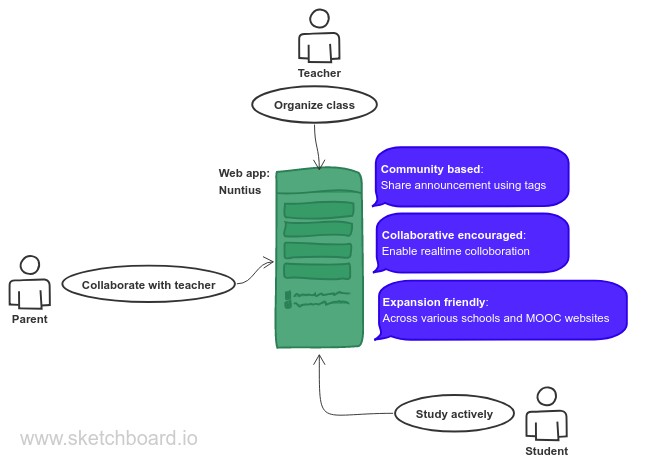 Teacher
Organize class
Web app:
Nuntius
Community based:
Share announcement using tags
Collaborative encouraged:
Enable realtime colloboration
Parent
Collaborate with teacher
Expansion friendly:
Across various schools and MOOC websites
Study actively
Student
www.sketchboard.io